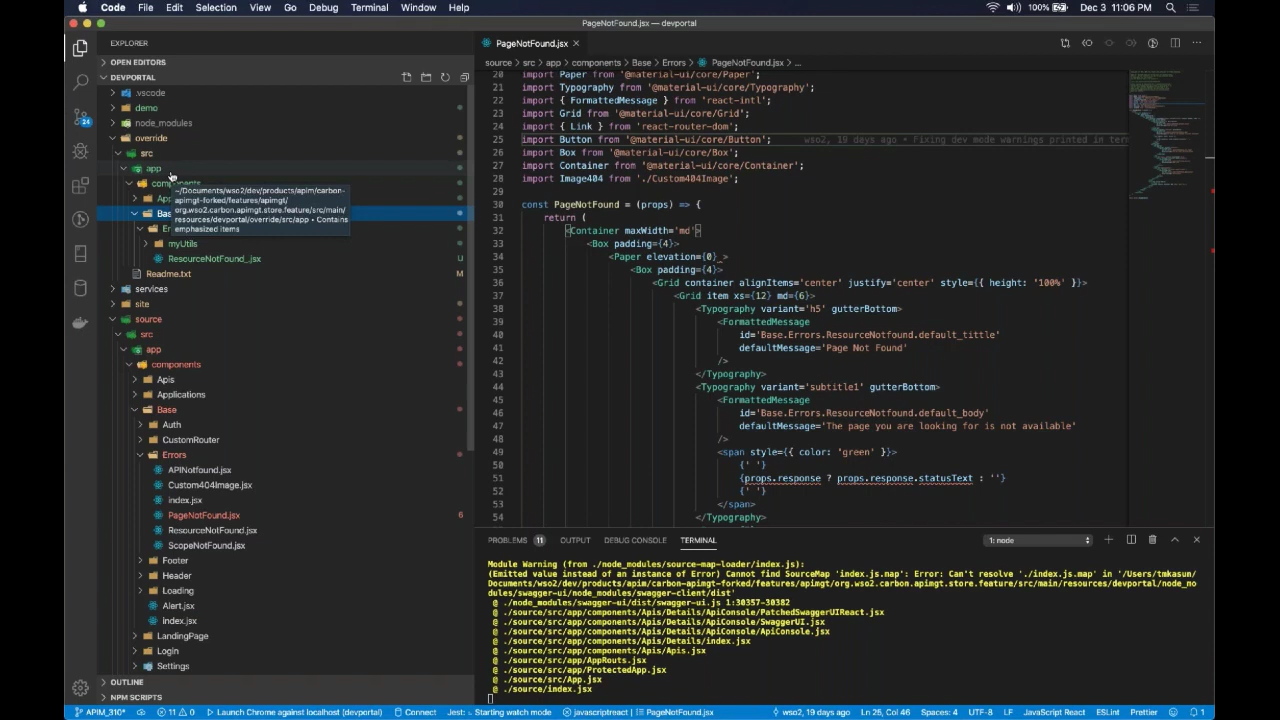 Code File Edit Selection View Go Debug Terminal Window Help
100% Dec 3 11:06 PM
PageNotFound.jsx — devportal
EXPLORER
OPEN EDITORS
DEVPORTAL
.vscode
demo
node_modules
override
src
app
components
~/Documents/wso2/dev/products/apim/carbon-
apimgt-forked/features/apimgt/
org.wso2.carbon.apimgt.store.feature/src/main/
resources/devportal/override/src/app • Contains
emphasized items
myUtils
ResourceNotFound_.jsx U
Readme.txt
services
site
source
src
app
components
Apis
Applications
Base
Auth
CustomRouter
Errors
APINotfound.jsx
Custom404Image.jsx
index.jsx
PageNotFound.jsx 6
ResourceNotFound.jsx
ScopeNotFound.jsx
Footer
Header
Loading
Alert.jsx
index.jsx
LandingPage
Login
Settings
OUTLINE
NPM SCRIPTS
24
PageNotFound.jsx
source › src › app › components › Base › Errors › PageNotFound.jsx › ...
20 import Paper from '@material-ui/core/Paper';
21 import Typography from '@material-ui/core/Typography';
22 import { FormattedMessage } from 'react-intl';
23 import Grid from '@material-ui/core/Grid';
24 import { Link } from 'react-router-dom';
25 import Button from '@material-ui/core/Button'; wso2, 19 days ago • Fixing dev mode warnings printed in term
26 import Box from '@material-ui/core/Box';
27 import Container from '@material-ui/core/Container';
28 import Image404 from './Custom404Image';
29
30 const PageNotFound = (props) => {
31 return (
32 <Container maxWidth='md'>
33 <Box padding={4}>
34 <Paper elevation={0} >
35 <Box padding={4}>
36 <Grid container alignItems='center' justify='center' style={{ height: '100%' }}>
37 <Grid item xs={12} md={6}>
38 <Typography variant='h5' gutterBottom>
39 <FormattedMessage
40 id='Base.Errors.ResourceNotfound.default_tittle'
41 defaultMessage='Page Not Found'
42 />
43 </Typography>
44 <Typography variant='subtitle1' gutterBottom>
45 <FormattedMessage
46 id='Base.Errors.ResourceNotfound.default_body'
47 defaultMessage='The page you are looking for is not available'
48 />
49 <span style={{ color: 'green' }}>
50 {' '}
51 {props.response ? props.response.statusText : ''}
52 {' '}
53 </span>
54 </Typography>
PROBLEMS 11 OUTPUT DEBUG CONSOLE TERMINAL 1: node
Module Warning (from ./node_modules/source-map-loader/index.js):
(Emitted value instead of an instance of Error) Cannot find SourceMap 'index.js.map': Error: Can't resolve './index.js.map' in '/Users/tmkasun/
Documents/wso2/dev/products/apim/carbon-apimgt-forked/features/apimgt/org.wso2.carbon.apimgt.store.feature/src/main/resources/devportal/node_mo
dules/swagger-ui/node_modules/swagger-client/dist'
@ ./node_modules/swagger-ui/dist/swagger-ui.js 1:30357-30382
@ ./source/src/app/components/Apis/Details/ApiConsole/PatchedSwaggerUIReact.jsx
@ ./source/src/app/components/Apis/Details/ApiConsole/SwaggerUI.jsx
@ ./source/src/app/components/Apis/Details/ApiConsole/ApiConsole.jsx
@ ./source/src/app/components/Apis/Details/index.jsx
@ ./source/src/app/components/Apis/Apis.jsx
@ ./source/src/app/AppRouts.jsx
@ ./source/src/app/ProtectedApp.jsx
@ ./source/src/App.jsx
@ ./source/index.jsx
APIM_310* 11 0 Launch Chrome against localhost (devportal) Connect Jest: Starting watch mode javascriptreact | PageNotFound.jsx wso2, 19 days ago Ln 25, Col 46 Spaces: 4 UTF-8 LF JavaScript React ESLint Prettier 1